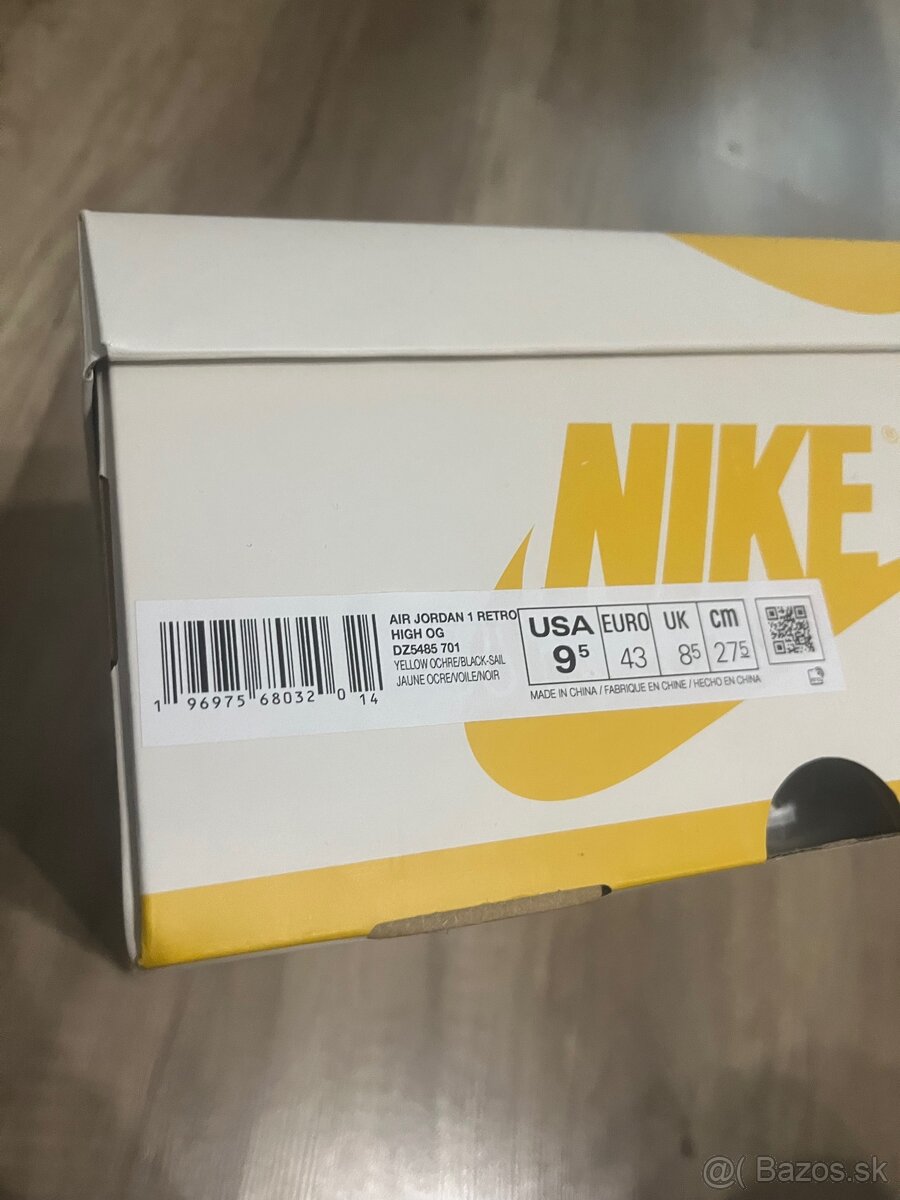 NIKE®
AIR JORDAN 1 RETRO
HIGH OG
DZ5485 701
YELLOW OCHRE/BLACK-SAIL
JAUNE OCRE/VOILE/NOIR
1 96975 68032 0 14
USA EURO UK cm
95 43 85 275
MADE IN CHINA / FABRIQUE EN CHINE / HECHO EN CHINA
@( Bazos.sk